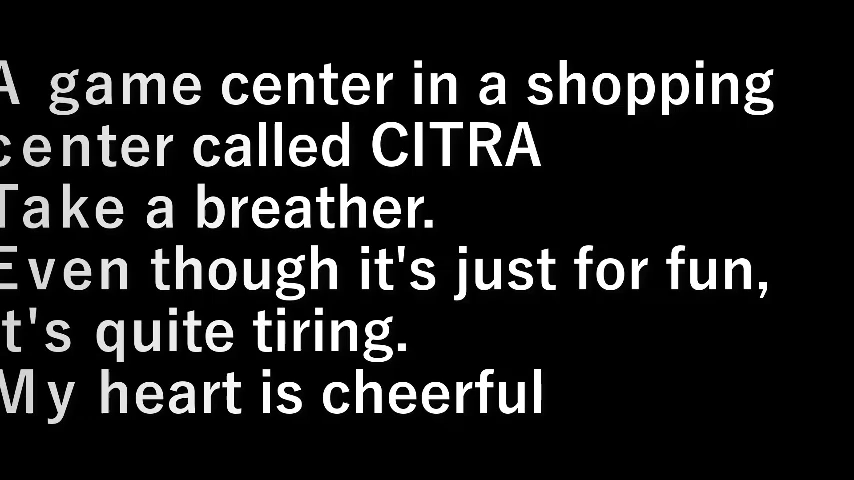 A game center in a shopping
center called CITRA
Take a breather.
Even though it's just for fun,
it's quite tiring.
My heart is cheerful